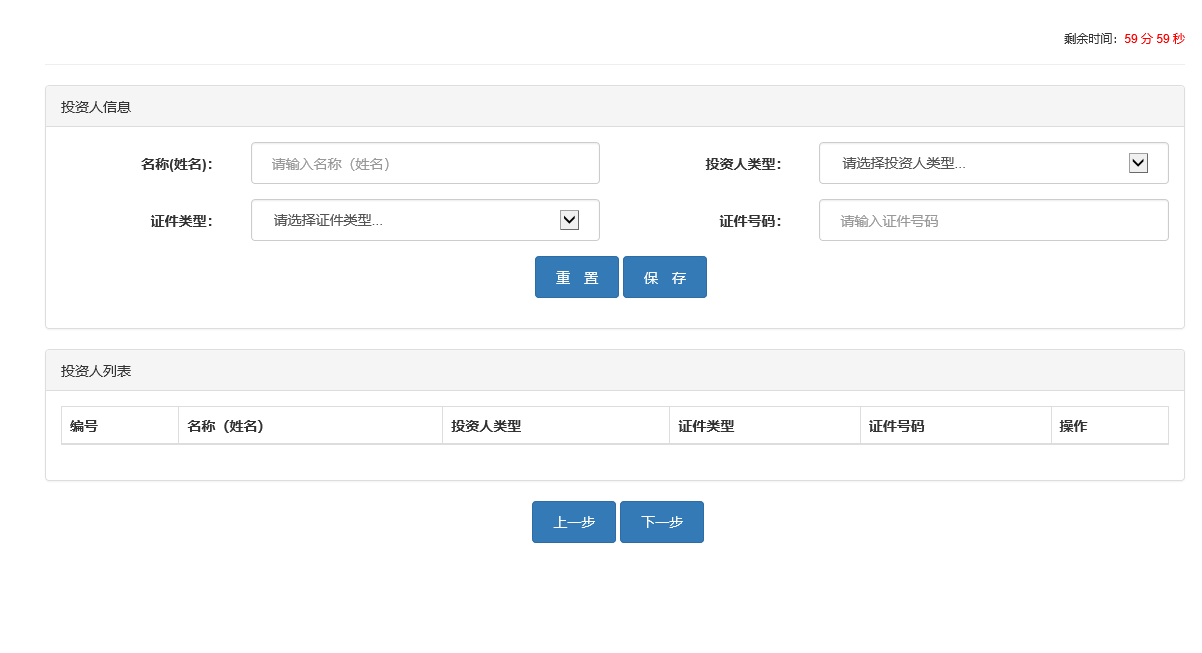 剩余时间：59 分 59 秒
投资人信息
名称(姓名)： 请输入名称（姓名） 投资人类型： 请选择投资人类型...
证件类型： 请选择证件类型... 证件号码： 请输入证件号码
重 置 保 存
投资人列表
编号 名称（姓名） 投资人类型 证件类型 证件号码 操作
上一步 下一步